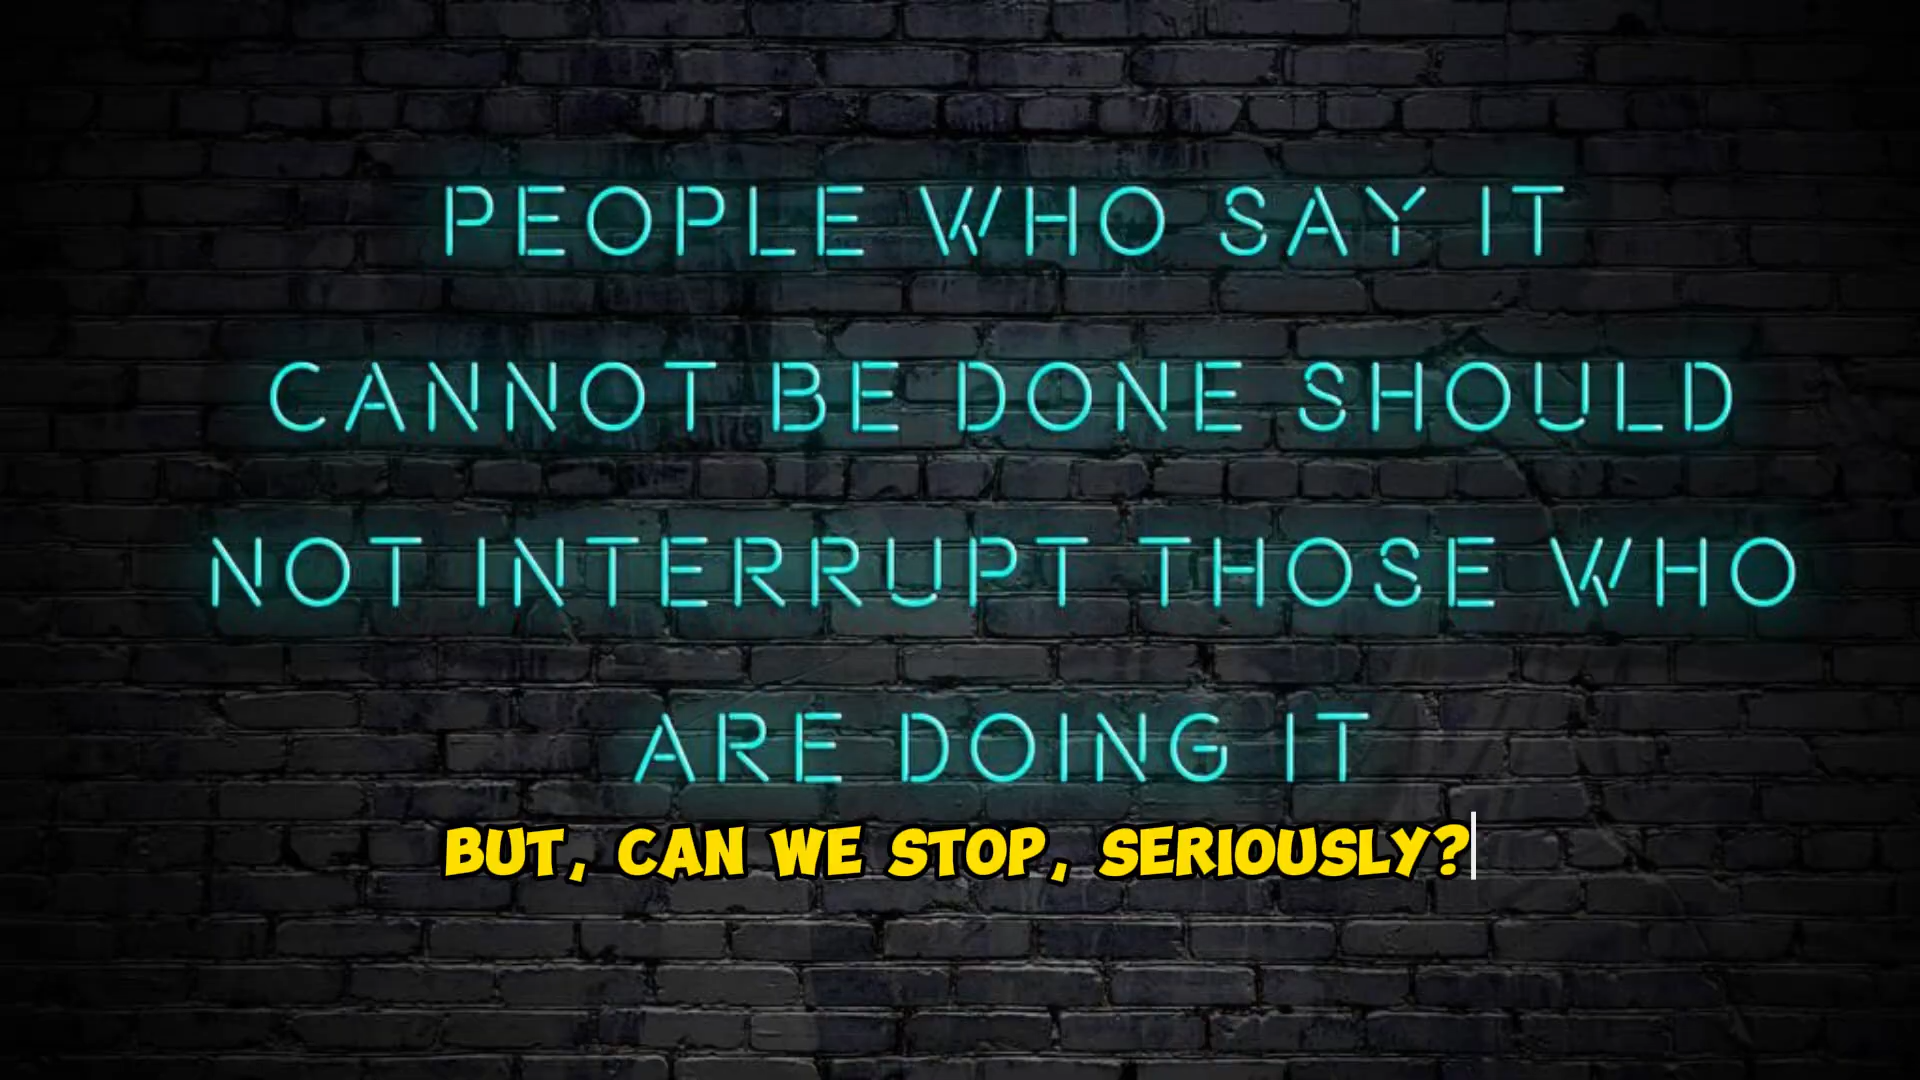 PEOPLE WHO SAY IT
CANNOT BE DONE SHOULD
NOT INTERRUPT THOSE WHO
ARE DOING IT
BUT, CAN WE STOP, SERIOUSLY?